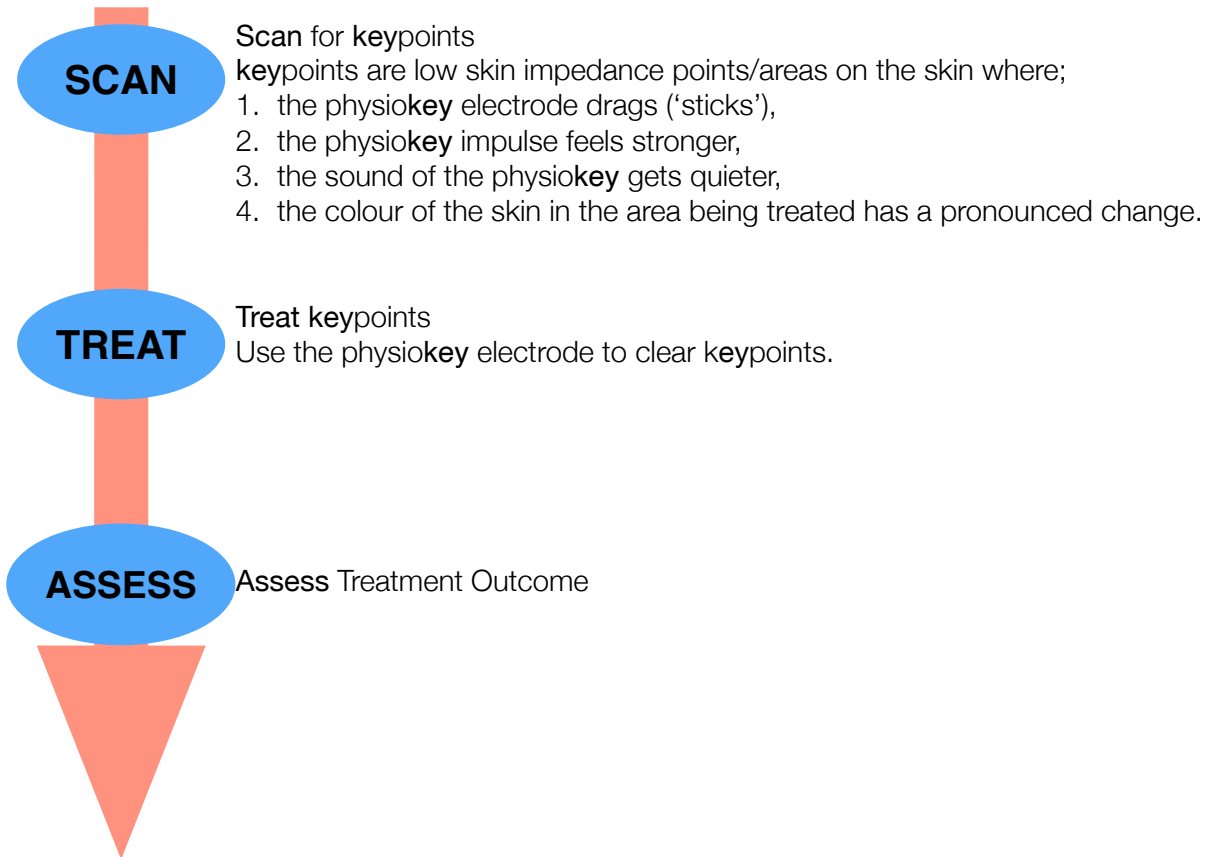 SCAN
Scan for keypoints
keypoints are low skin impedance points/areas on the skin where;
1. the physiokey electrode drags (‘sticks’),
2. the physiokey impulse feels stronger,
3. the sound of the physiokey gets quieter,
4. the colour of the skin in the area being treated has a pronounced change.
TREAT
Treat keypoints
Use the physiokey electrode to clear keypoints.
ASSESS
Assess Treatment Outcome